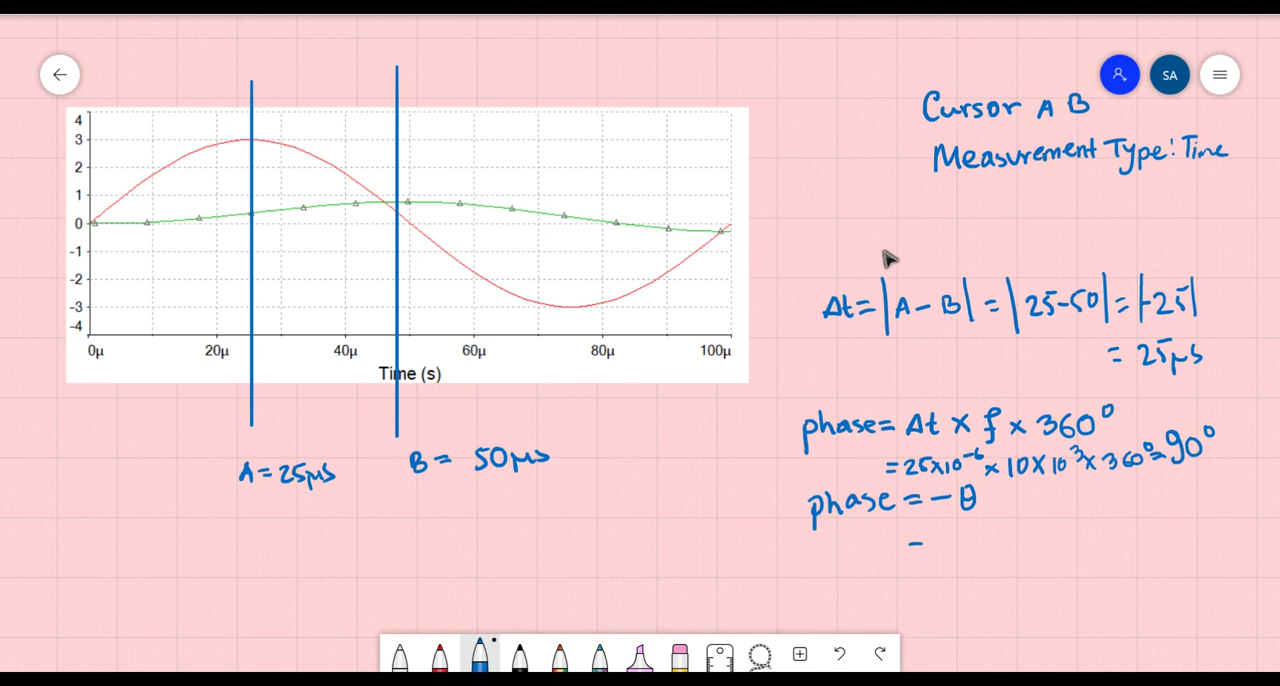 SA
Cursor A B
Measurement Type: Time
4
3
2
1
0
-1
-2
-3
-4
0μ 20μ 40μ 60μ 80μ 100μ
Time (s)
A = 25μs
B = 50μs
Δt = |A - B| = |25-50| = |-25|
= 25μs
phase = Δt × f × 360°
= 25×10⁻⁶ × 10×10³ × 360° = 90°
phase = - θ
=